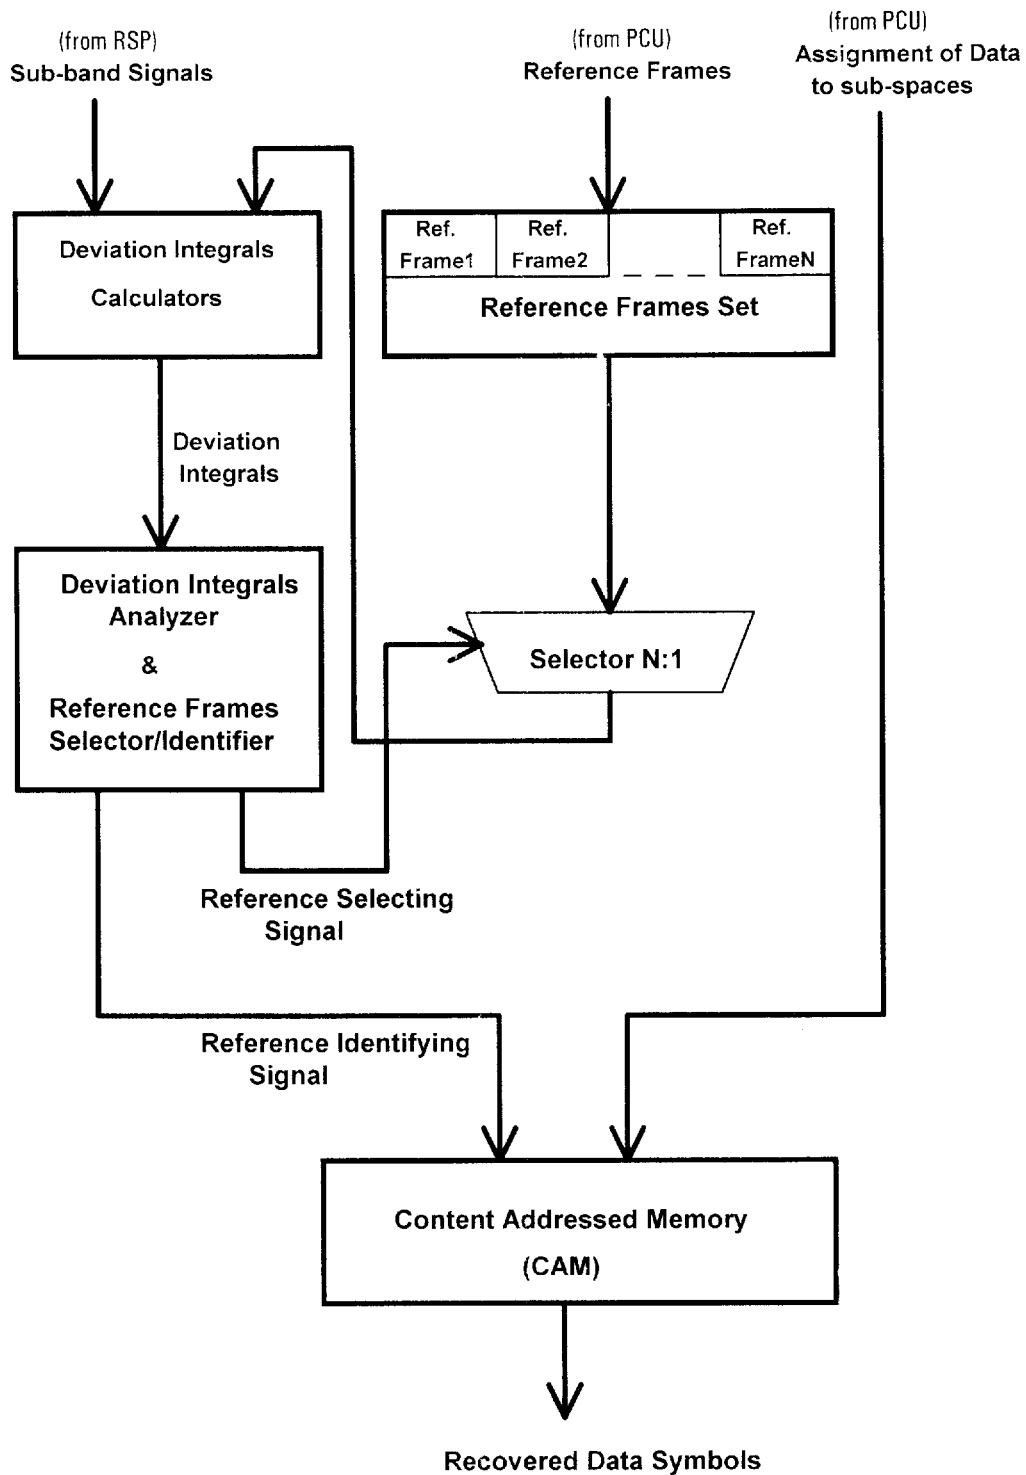 (from RSP)
Sub-band Signals
(from PCU)
Reference Frames
(from PCU)
Assignment of Data
to sub-spaces
Deviation Integrals
Calculators
Ref.
Frame1
Ref.
Frame2
Ref.
FrameN
Reference Frames Set
Deviation
Integrals
Deviation Integrals
Analyzer
&
Reference Frames
Selector/Identifier
Selector N:1
Reference Selecting
Signal
Reference Identifying
Signal
Content Addressed Memory
(CAM)
Recovered Data Symbols